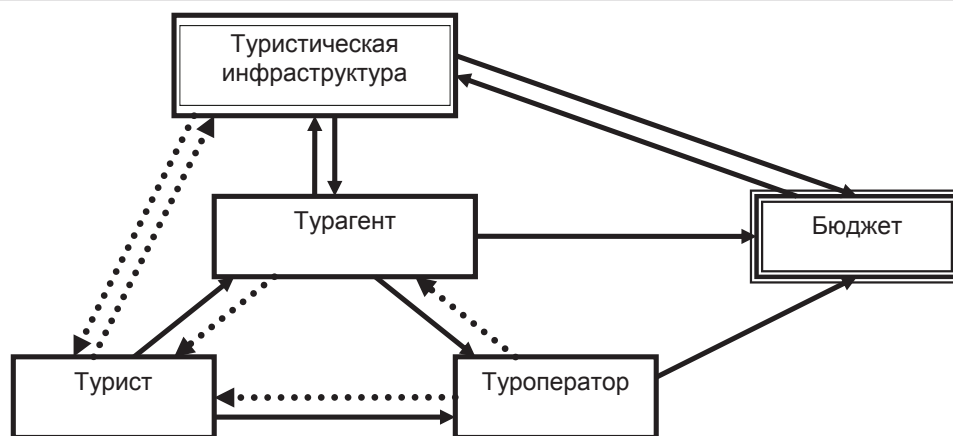 Туристическая
инфраструктура
Турагент
Бюджет
Турист
Туроператор